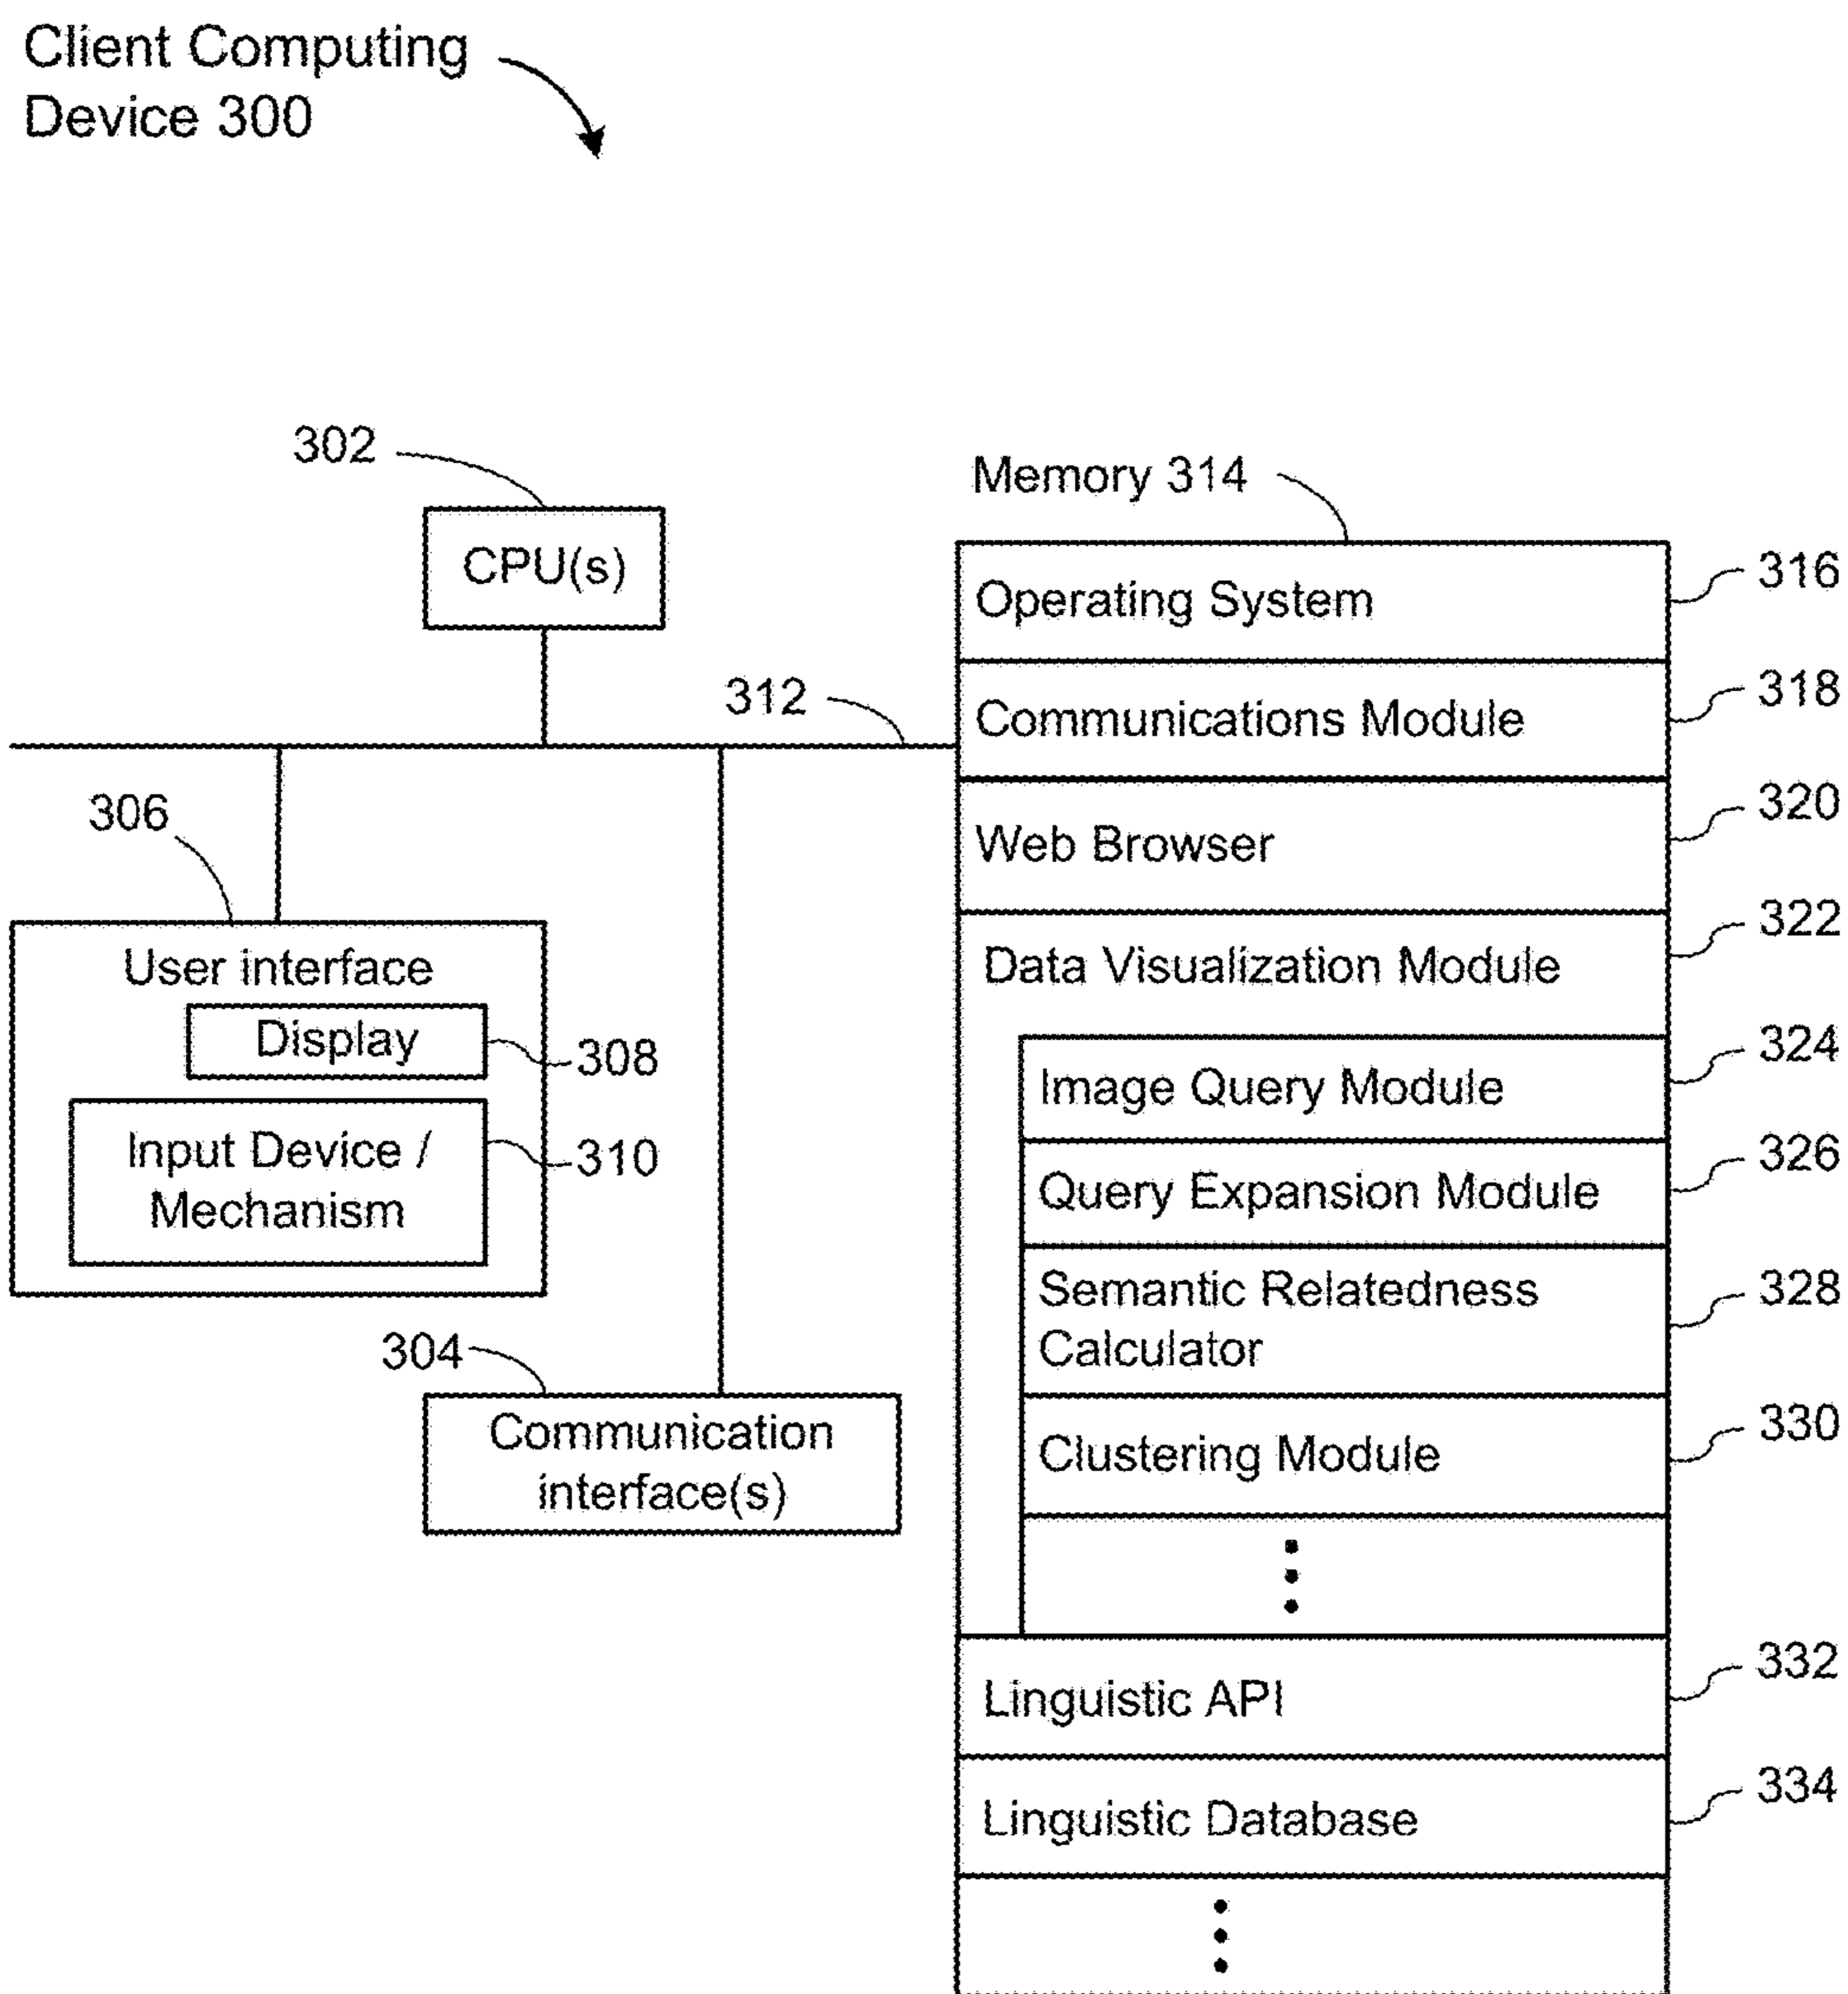 Client Computing
Device 300
302
CPU(s)
312
306
User interface
Display
308
Input Device /
Mechanism
310
304
Communication
interface(s)
Memory 314
Operating System
316
Communications Module
318
Web Browser
320
Data Visualization Module
322
Image Query Module
324
Query Expansion Module
326
Semantic Relatedness
Calculator
328
Clustering Module
330
Linguistic API
332
Linguistic Database
334